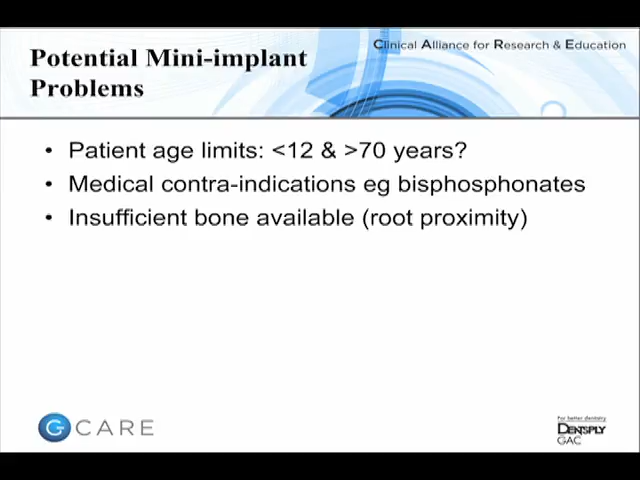 Clinical Alliance for Research & Education
Potential Mini-implant
Problems
• Patient age limits: <12 & >70 years?
• Medical contra-indications eg bisphosphonates
• Insufficient bone available (root proximity)
G CARE
For better dentistry
DENTSPLY
GAC